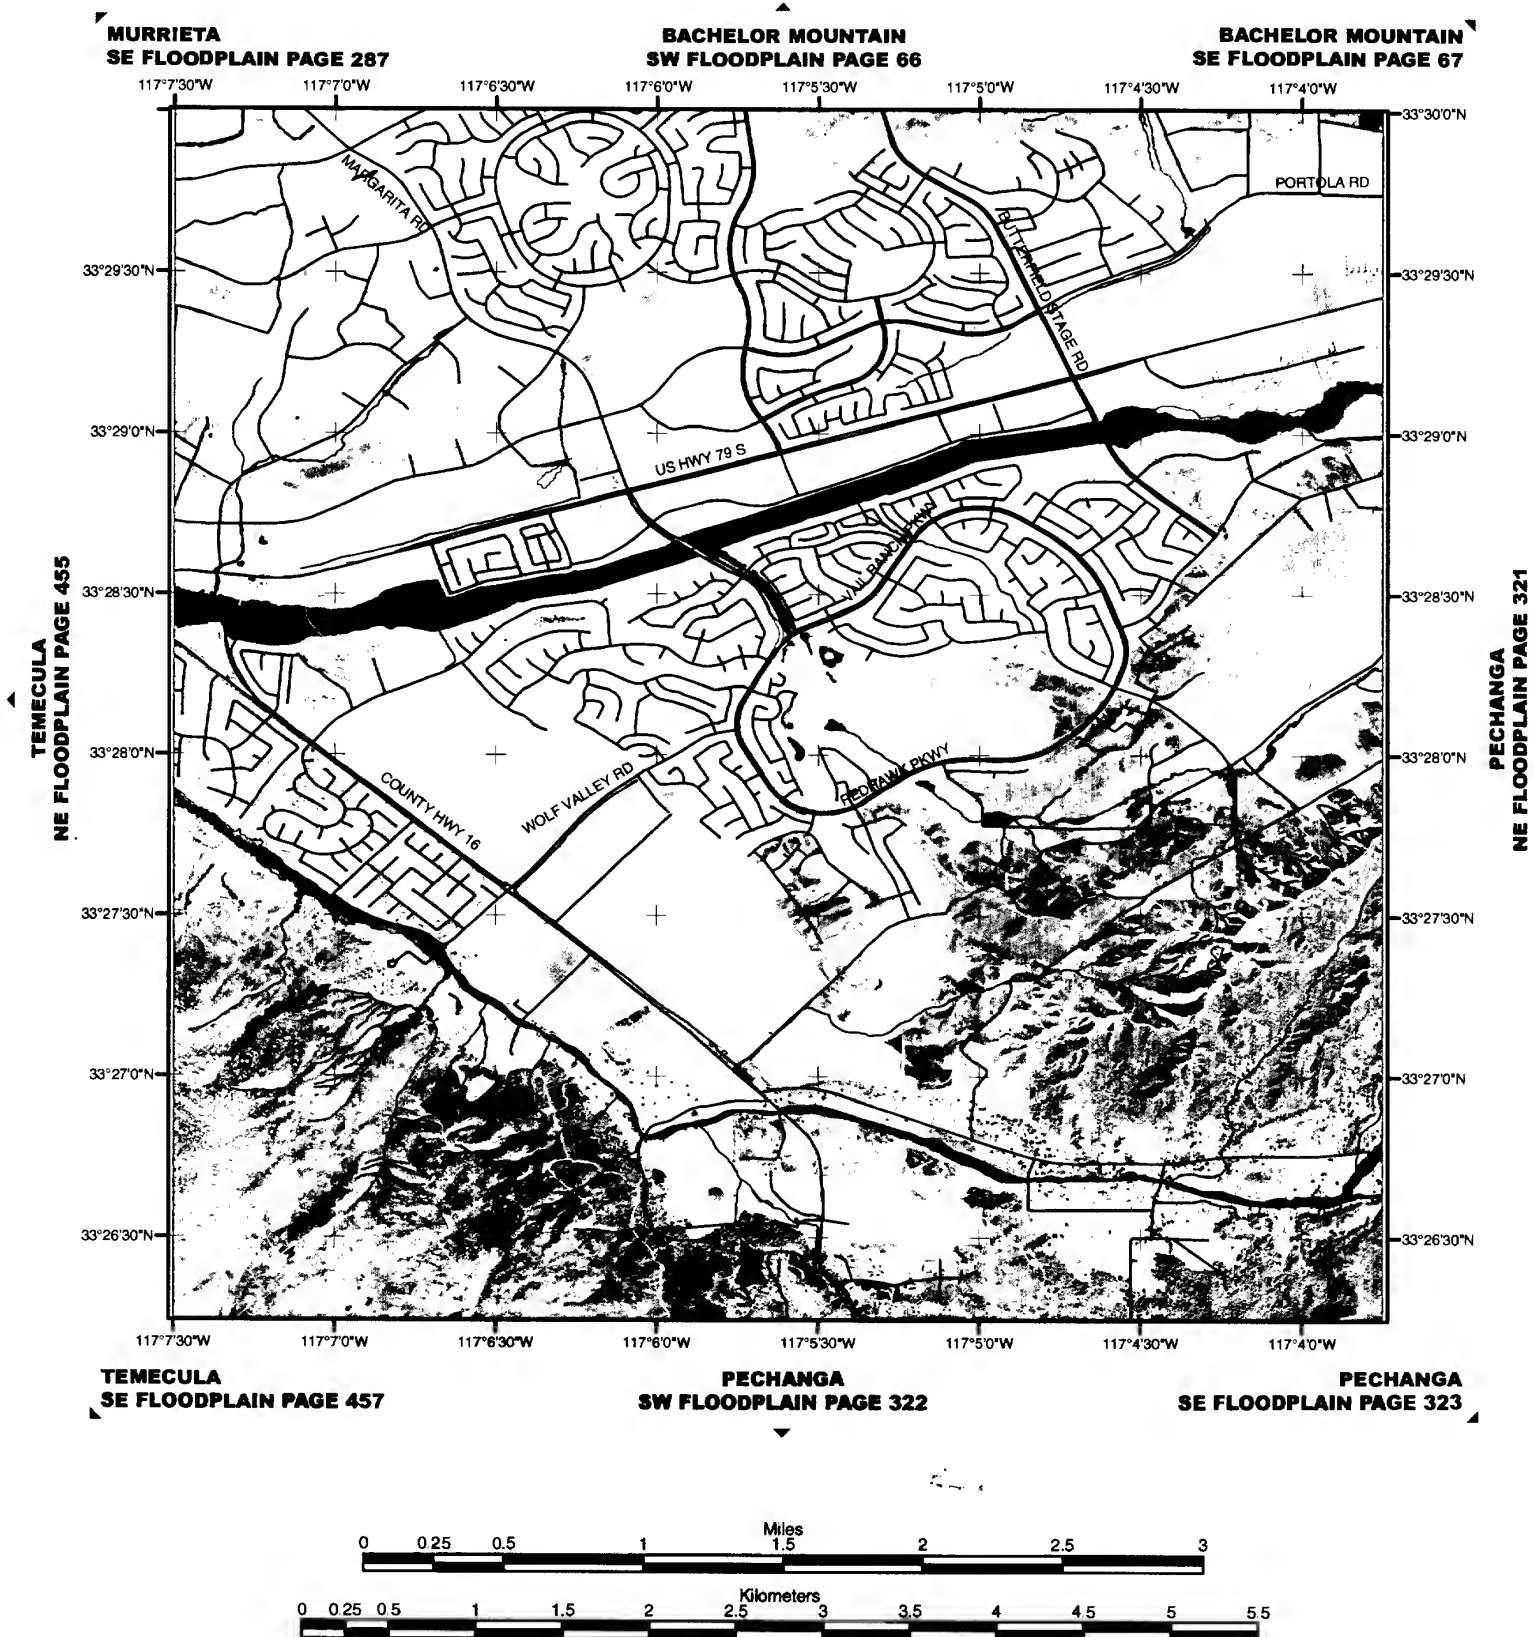 MURRIETA
SE FLOODPLAIN PAGE 287
BACHELOR MOUNTAIN
SW FLOODPLAIN PAGE 66
BACHELOR MOUNTAIN
SE FLOODPLAIN PAGE 67
117°7'30"W 117°7'0"W 117°6'30"W 117°6'0"W 117°5'30"W 117°5'0"W 117°4'30"W 117°4'0"W
33°30'0"N
MARGARITA RD
PORTOLA RD
BUTTERFIELD STAGE RD
33°29'30"N
33°29'30"N
33°29'0"N
33°29'0"N
US HWY 79 S
VAIL RANCH PKWY
33°28'30"N
33°28'30"N
TEMECULA
NE FLOODPLAIN PAGE 455
PECHANGA
NE FLOODPLAIN PAGE 321
33°28'0"N
33°28'0"N
COUNTY HWY 16
WOLF VALLEY RD
REDHAWK PKWY
33°27'30"N
33°27'30"N
33°27'0"N
33°27'0"N
33°26'30"N
33°26'30"N
117°7'30"W 117°7'0"W 117°6'30"W 117°6'0"W 117°5'30"W 117°5'0"W 117°4'30"W 117°4'0"W
TEMECULA
SE FLOODPLAIN PAGE 457
PECHANGA
SW FLOODPLAIN PAGE 322
PECHANGA
SE FLOODPLAIN PAGE 323
Miles
0 0.25 0.5 1 1.5 2 2.5 3
Kilometers
0 0.25 0.5 1 1.5 2 2.5 3 3.5 4 4.5 5 5.5